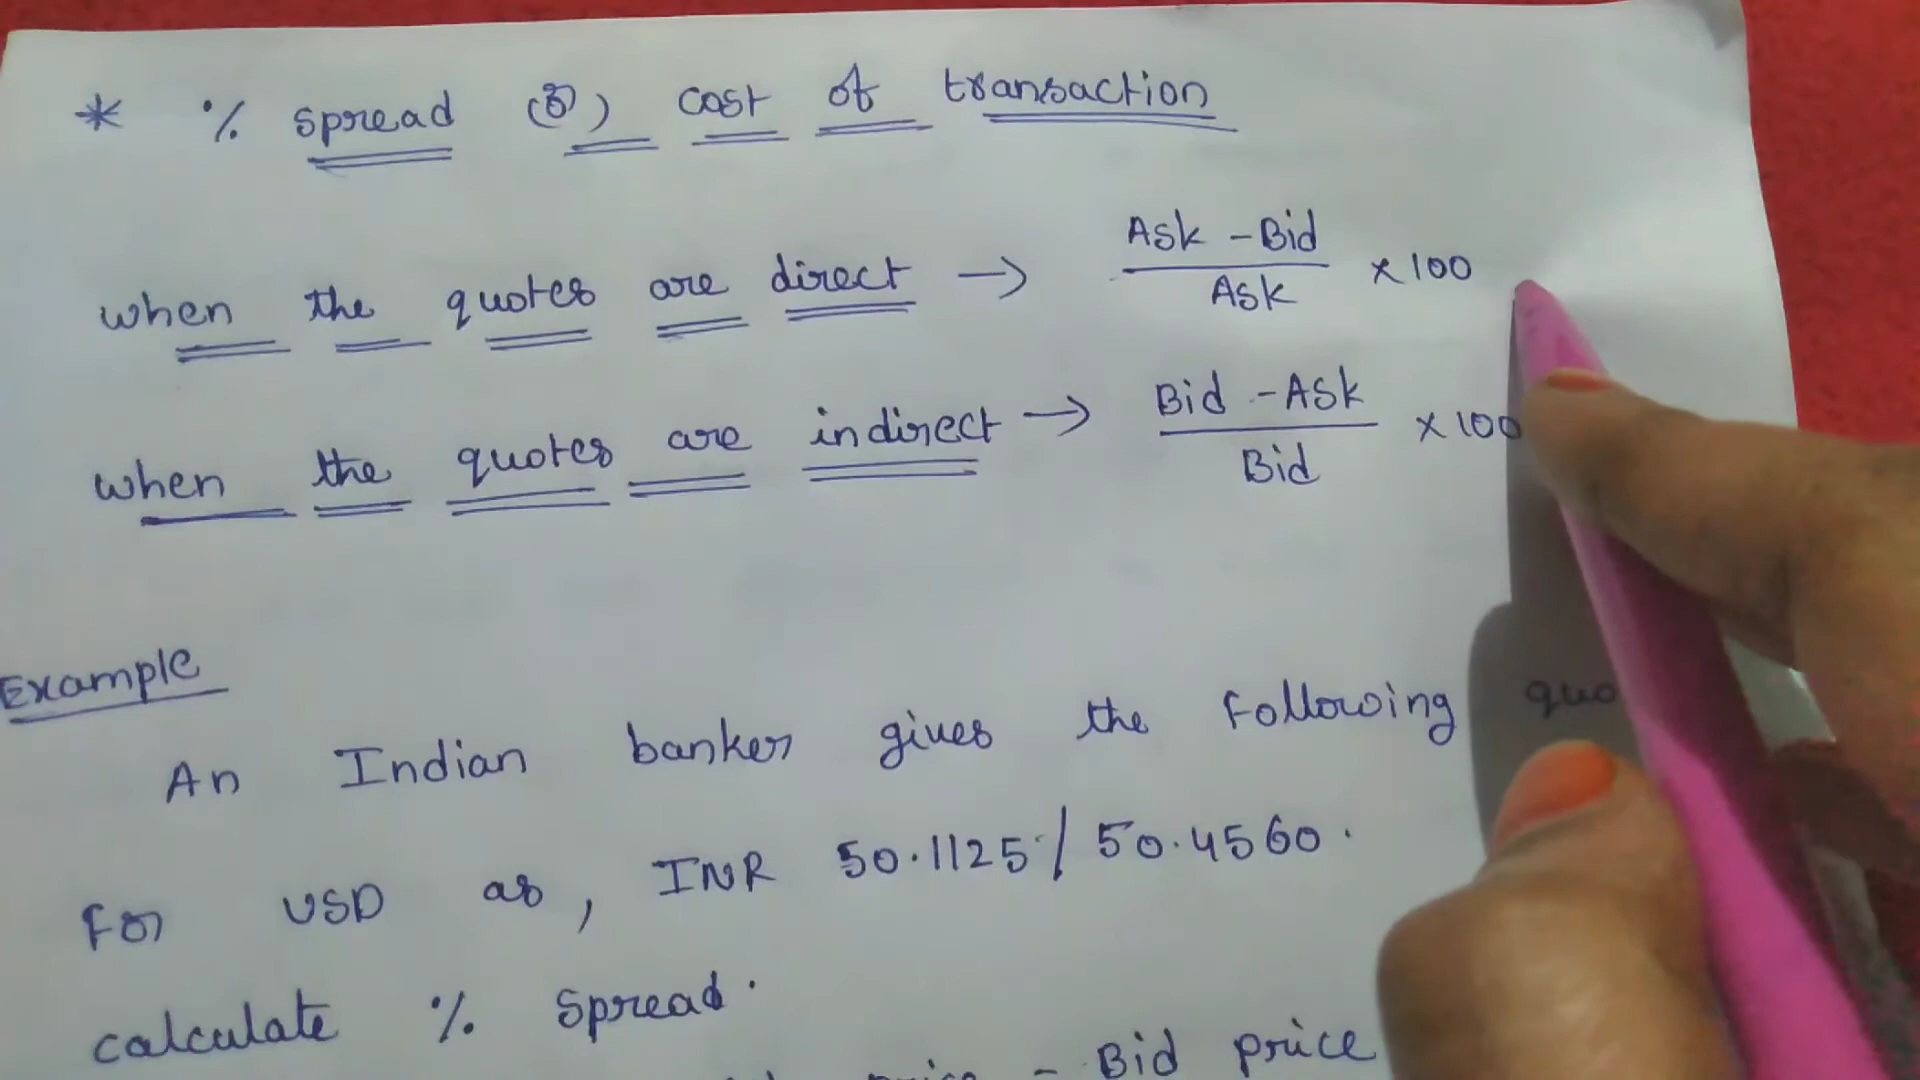 * % spread (or) cost of transaction
when the quotes are direct → Ask - Bid / Ask × 100
when the quotes are indirect → Bid - Ask / Bid × 100
Example
An Indian banker gives the following quo
For USD as, INR 50.1125 / 50.4560.
calculate % spread.
- Bid price